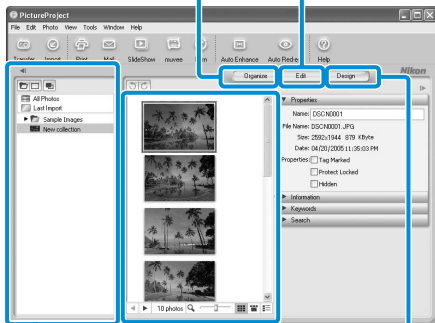 PictureProject
File Edit Photo View Tools Window Help
Transfer Import Print Mail SlideShow muvee Auto Enhance Auto Red-eye Help
Organize Edit Design
Nikon
All Photos
Last Import
Sample Images
New collection
Properties
Name: DSCN0001
File Name: DSCN0001.JPG
Size: 2592x1944 879 KByte
Date: 04/20/2005 11:35:03 PM
Properties: Tag Marked
Protect Locked
Hidden
Information
Keywords
Search
10 photos